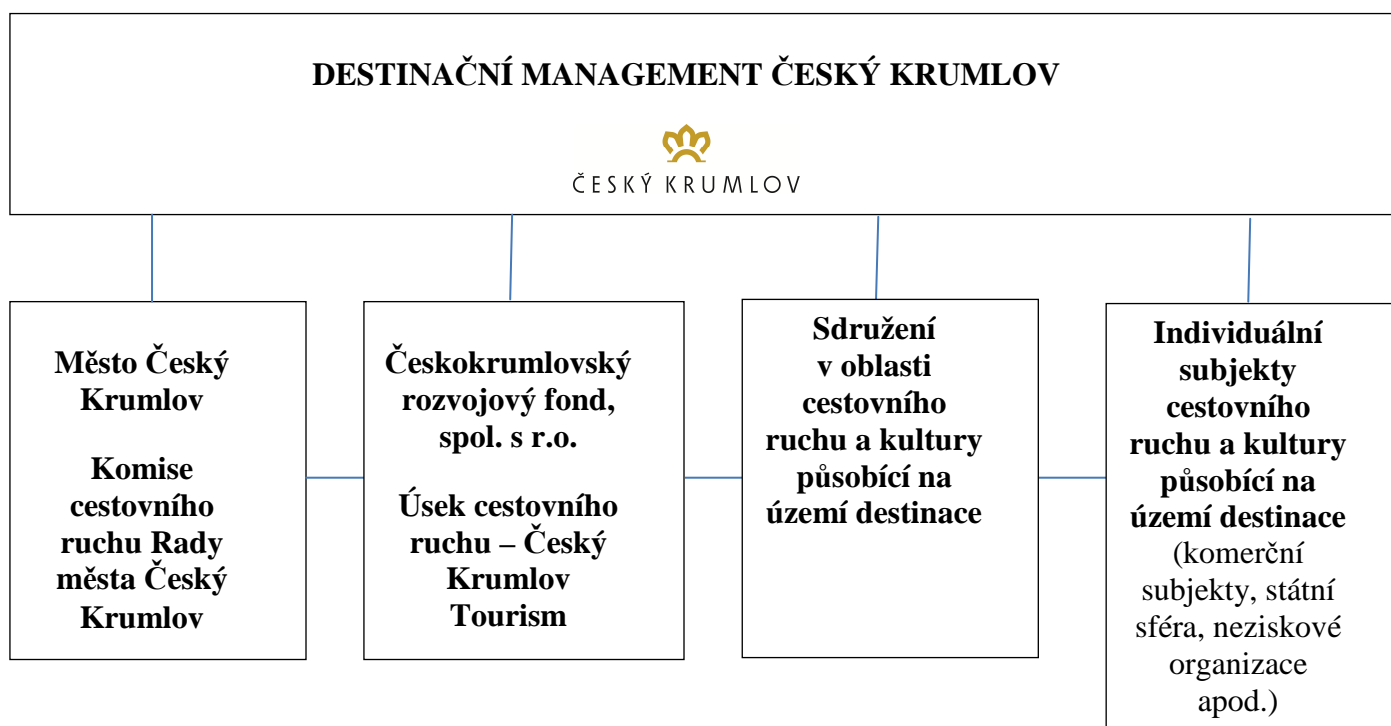 DESTINAČNÍ MANAGEMENT ČESKÝ KRUMLOV
ČESKÝ KRUMLOV
Město Český
Krumlov
Komise
cestovního
ruchu Rady
města Český
Krumlov
Českokrumlovský
rozvojový fond,
spol. s r.o.
Úsek cestovního
ruchu – Český
Krumlov
Tourism
Sdružení
v oblasti
cestovního
ruchu a kultury
působící na
území destinace
Individuální
subjekty
cestovního
ruchu a kultury
působící na
území destinace
(komerční
subjekty, státní
sféra, neziskové
organizace
apod.)